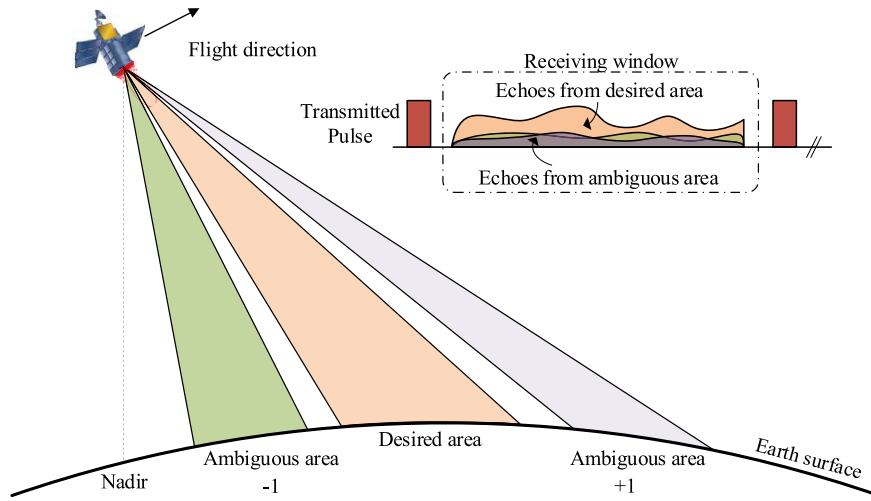 Flight direction
Receiving window
Echoes from desired area
Transmitted
Pulse
Echoes from ambiguous area
Nadir
Ambiguous area
-1
Desired area
Ambiguous area
+1
Earth surface